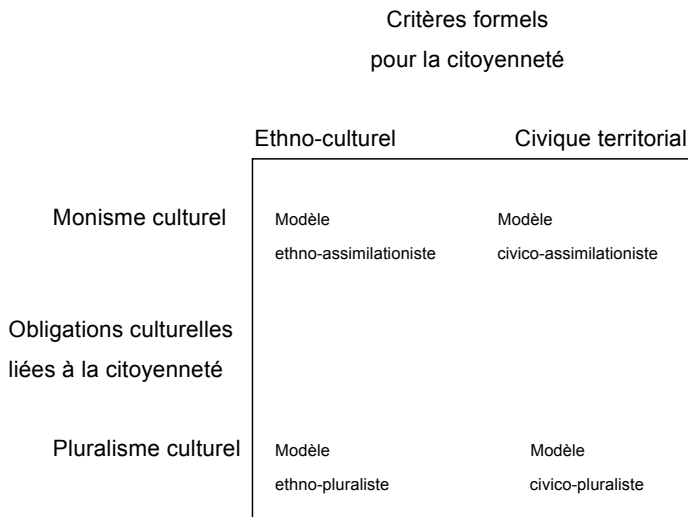 Critères formels
pour la citoyenneté
Ethno-culturel Civique territorial
Monisme culturel Modèle Modèle
ethno-assimilationiste civico-assimilationiste
Obligations culturelles
liées à la citoyenneté
Pluralisme culturel Modèle Modèle
ethno-pluraliste civico-pluraliste